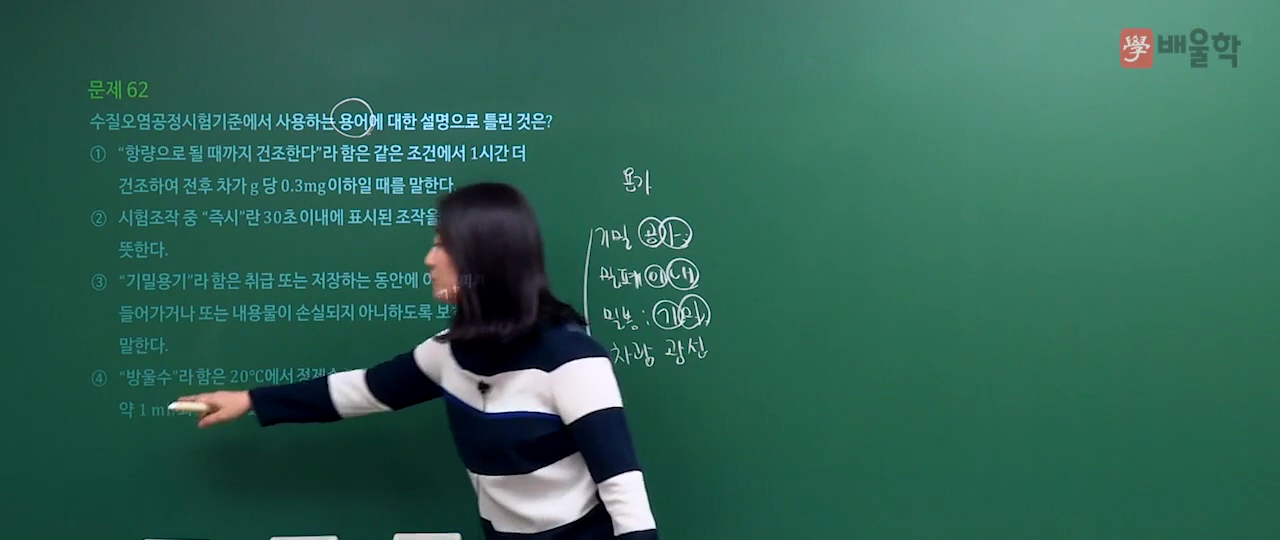 學 배울학
문제 62
수질오염공정시험기준에서 사용하는 용어에 대한 설명으로 틀린 것은?
① “항량으로 될 때까지 건조한다”라 함은 같은 조건에서 1시간 더
건조하여 전후 차가 g 당 0.3mg 이하일 때를 말한다.
② 시험조작 중 “즉시”란 30초 이내에 표시된 조작을
뜻한다.
③ “기밀용기”라 함은 취급 또는 저장하는 동안에
들어가거나 또는 내용물이 손실되지 아니하도록
말한다.
④ “방울수”라 함은 20℃에서 정제수
약 1
용기
기밀
밀폐 이내
밀봉 :
차광 광선